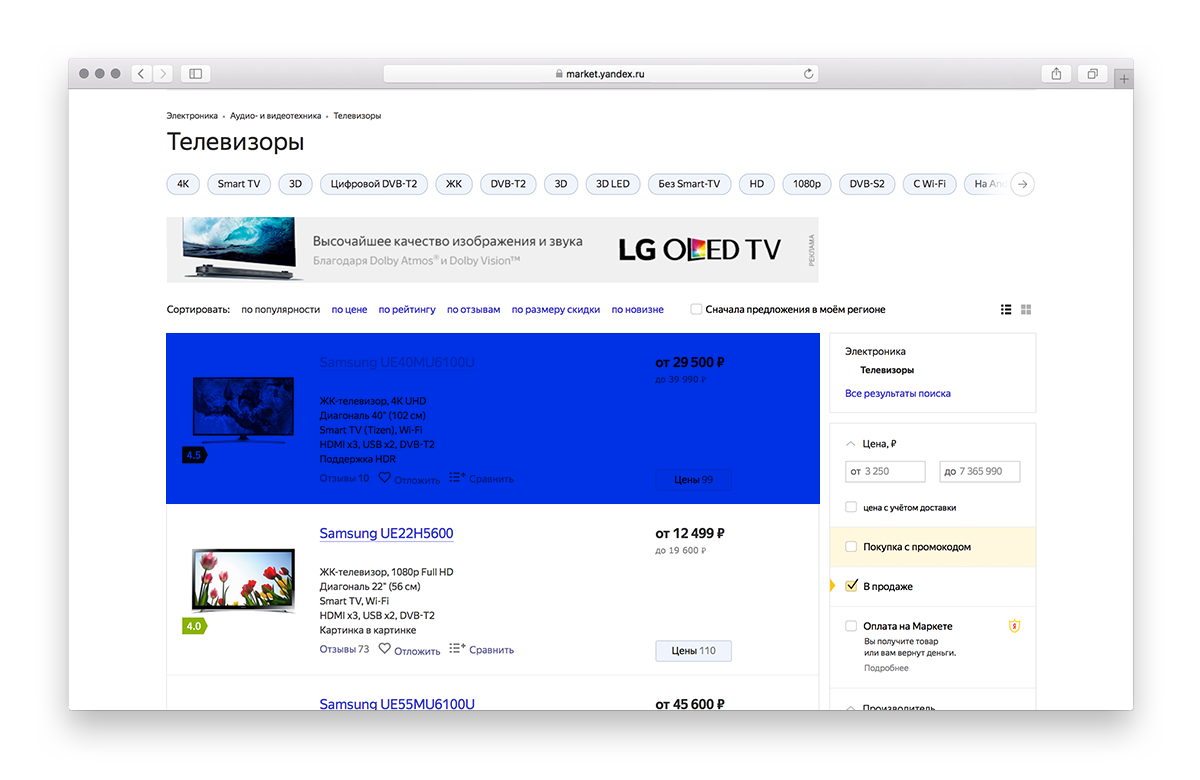 market.yandex.ru
Электроника • Аудио- и видеотехника • Телевизоры
Телевизоры
4K Smart TV 3D Цифровой DVB-T2 ЖК DVB-T2 3D 3D LED Без Smart-TV HD 1080p DVB-S2 С Wi-Fi На
Высочайшее качество изображения и звука
Благодаря Dolby Atmos® и Dolby Vision™
LG OLED TV
РЕКЛАМА
Сортировать: по популярности по цене по рейтингу по отзывам по размеру скидки по новизне Сначала предложения в моём регионе
Samsung UE40MU6100U
от 29 500 ₽
до 39 990 ₽
ЖК-телевизор, 4K UHD
Диагональ 40" (102 см)
Smart TV (Tizen), Wi-Fi
HDMI x3, USB x2, DVB-T2
Поддержка HDR
4.5
Отзывы 10 Отложить Сравнить
Цены 99
Samsung UE22H5600
от 12 499 ₽
до 19 600 ₽
ЖК-телевизор, 1080p Full HD
Диагональ 22" (56 см)
Smart TV, Wi-Fi
HDMI x3, USB x2, DVB-T2
Картинка в картинке
4.0
Отзывы 73 Отложить Сравнить
Цены 110
Samsung UE55MU6100U
от 45 600 ₽
Электроника
Телевизоры
Все результаты поиска
Цена, ₽
от 3 250 до 7 365 990
цена с учётом доставки
Покупка с промокодом
В продаже
Оплата на Маркете
Вы получите товар
или вам вернут деньги.
Подробнее
Производитель